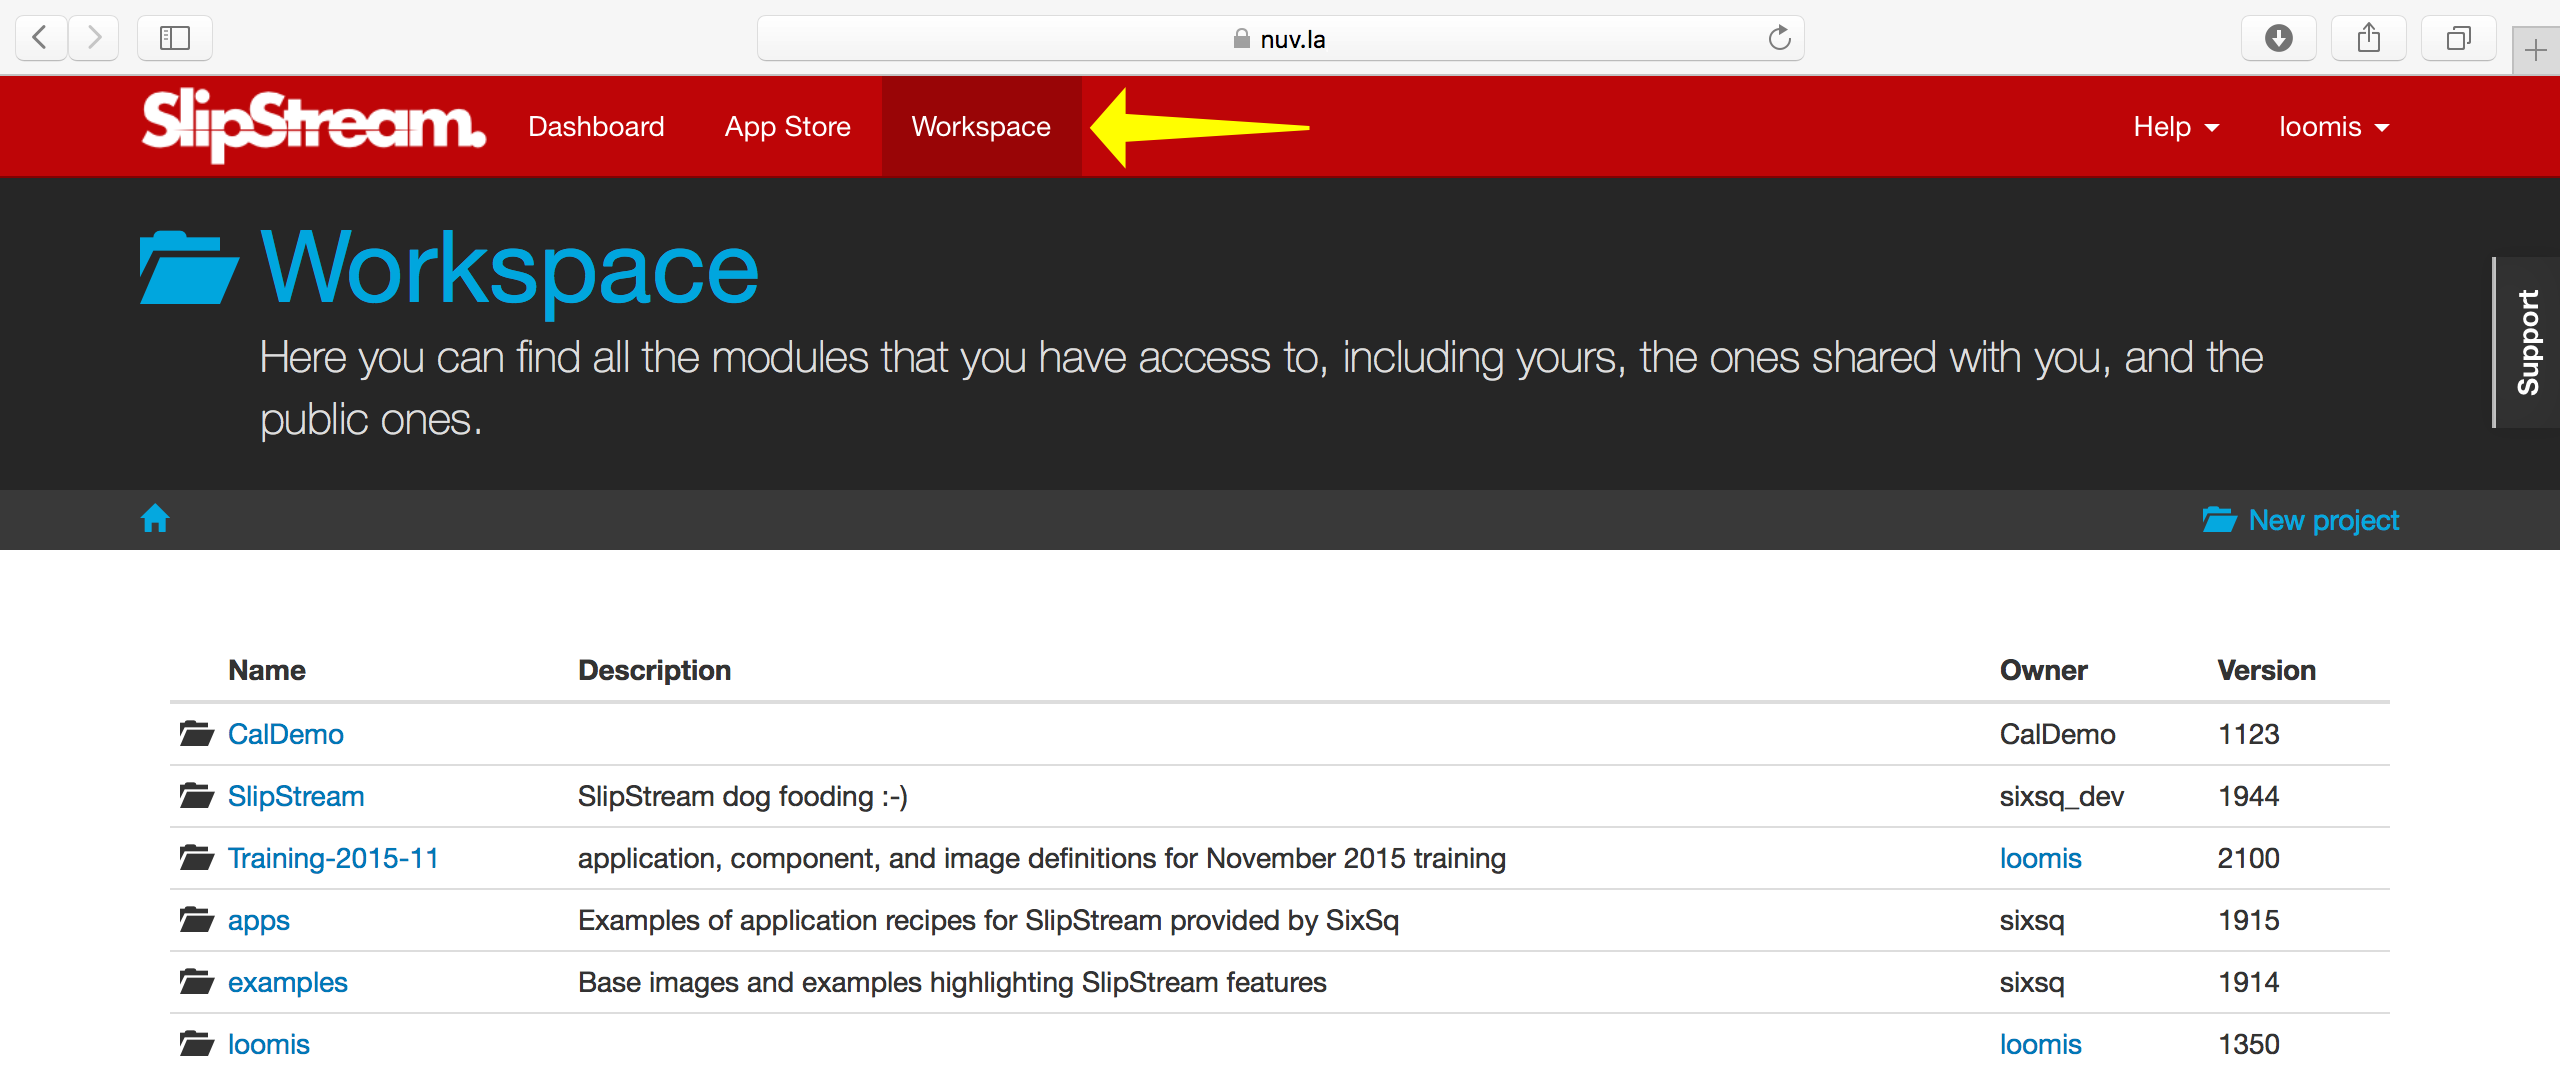 nuv.la
SlipStream. Dashboard App Store Workspace Help loomis
Workspace
Here you can find all the modules that you have access to, including yours, the ones shared with you, and the
public ones.
Support
New project
Name Description Owner Version
CalDemo CalDemo 1123
SlipStream SlipStream dog fooding :-) sixsq_dev 1944
Training-2015-11 application, component, and image definitions for November 2015 training loomis 2100
apps Examples of application recipes for SlipStream provided by SixSq sixsq 1915
examples Base images and examples highlighting SlipStream features sixsq 1914
loomis loomis 1350